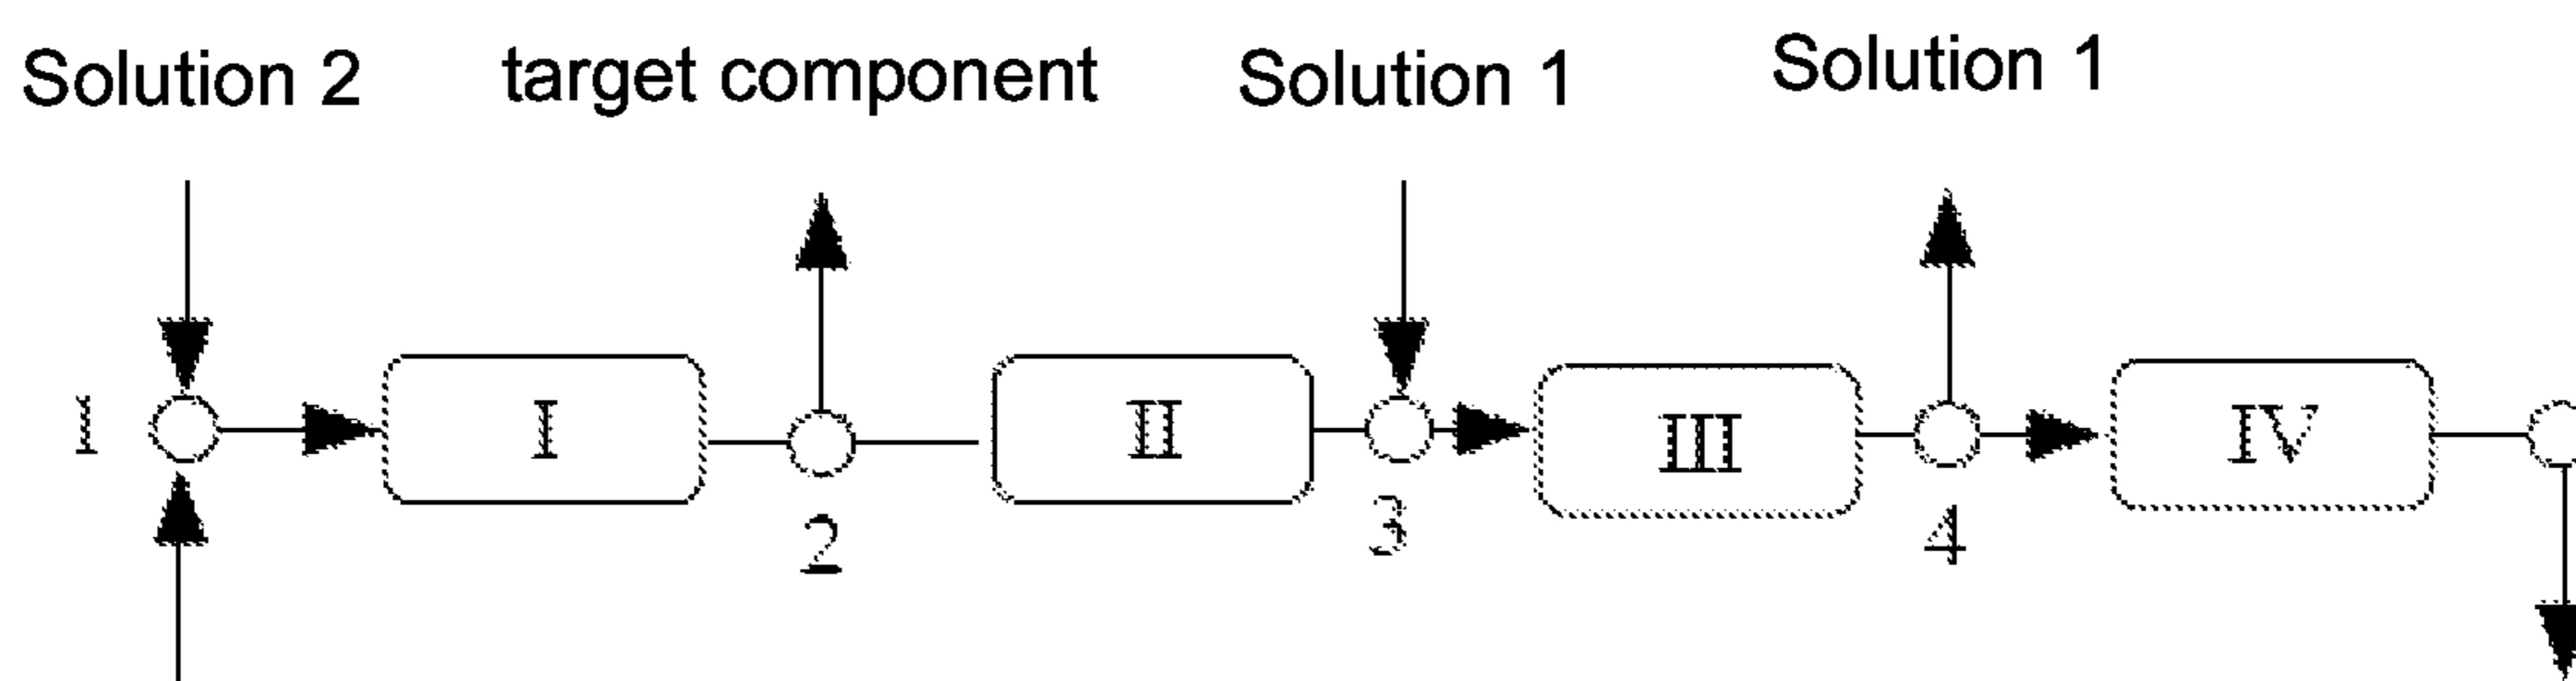 Solution 2 target component Solution 1 Solution 1
1 I II III IV
2 3 4